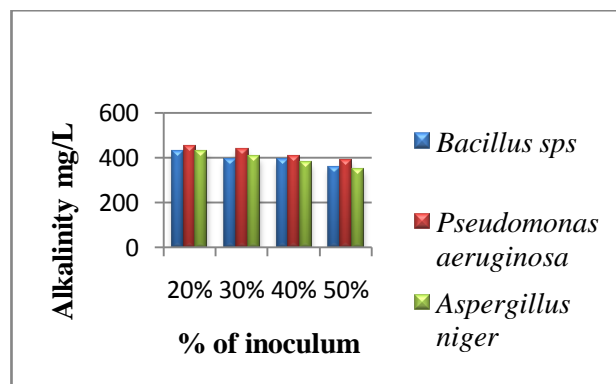 Alkalinity mg/L
600
400
200
0
20% 30% 40% 50%
% of inoculum
Bacillus sps
Pseudomonas
aeruginosa
Aspergillus
niger